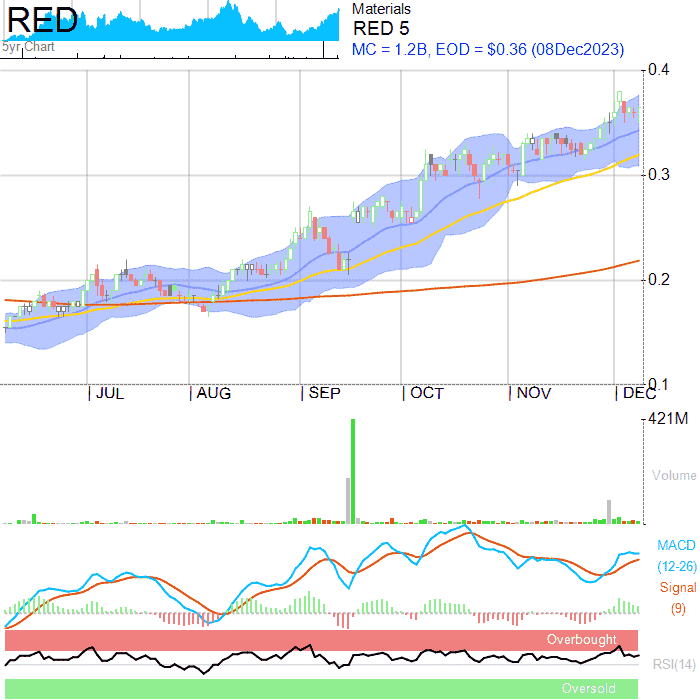 RED
5yr Chart
Materials
RED 5
MC = 1.2B, EOD = $0.36 (08Dec2023)
0.4
0.3
0.2
0.1
JUL AUG SEP OCT NOV DEC
421M
Volume
MACD
(12-26)
Signal
(9)
Overbought
RSI(14)
Oversold